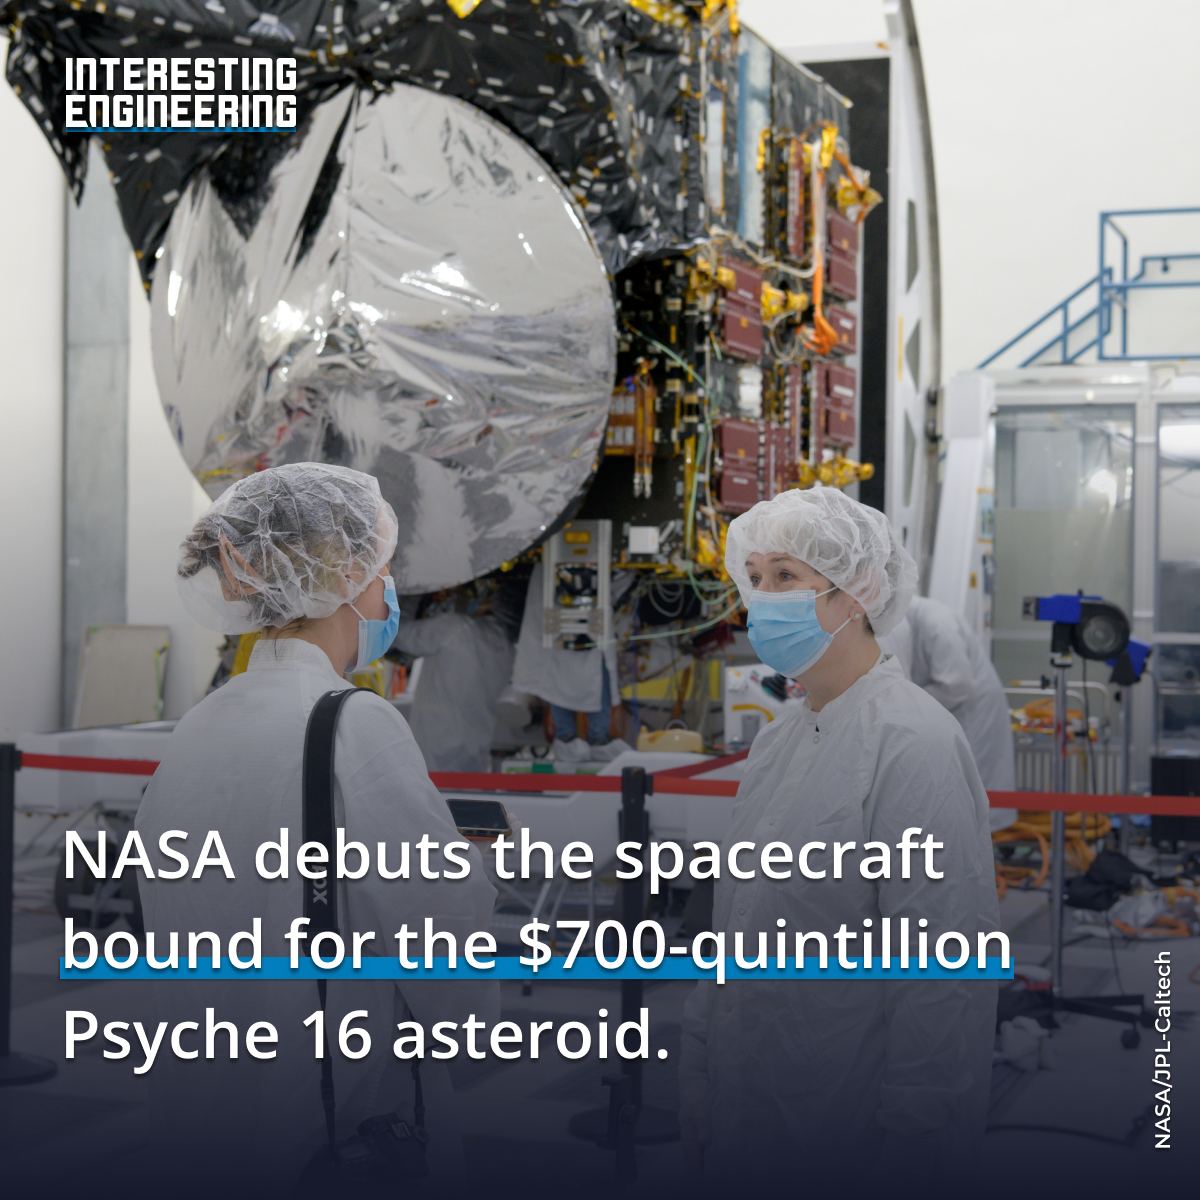 INTERESTING
ENGINEERING
NASA debuts the spacecraft
bound for the $700-quintillion
Psyche 16 asteroid.
NASA/JPL-Caltech